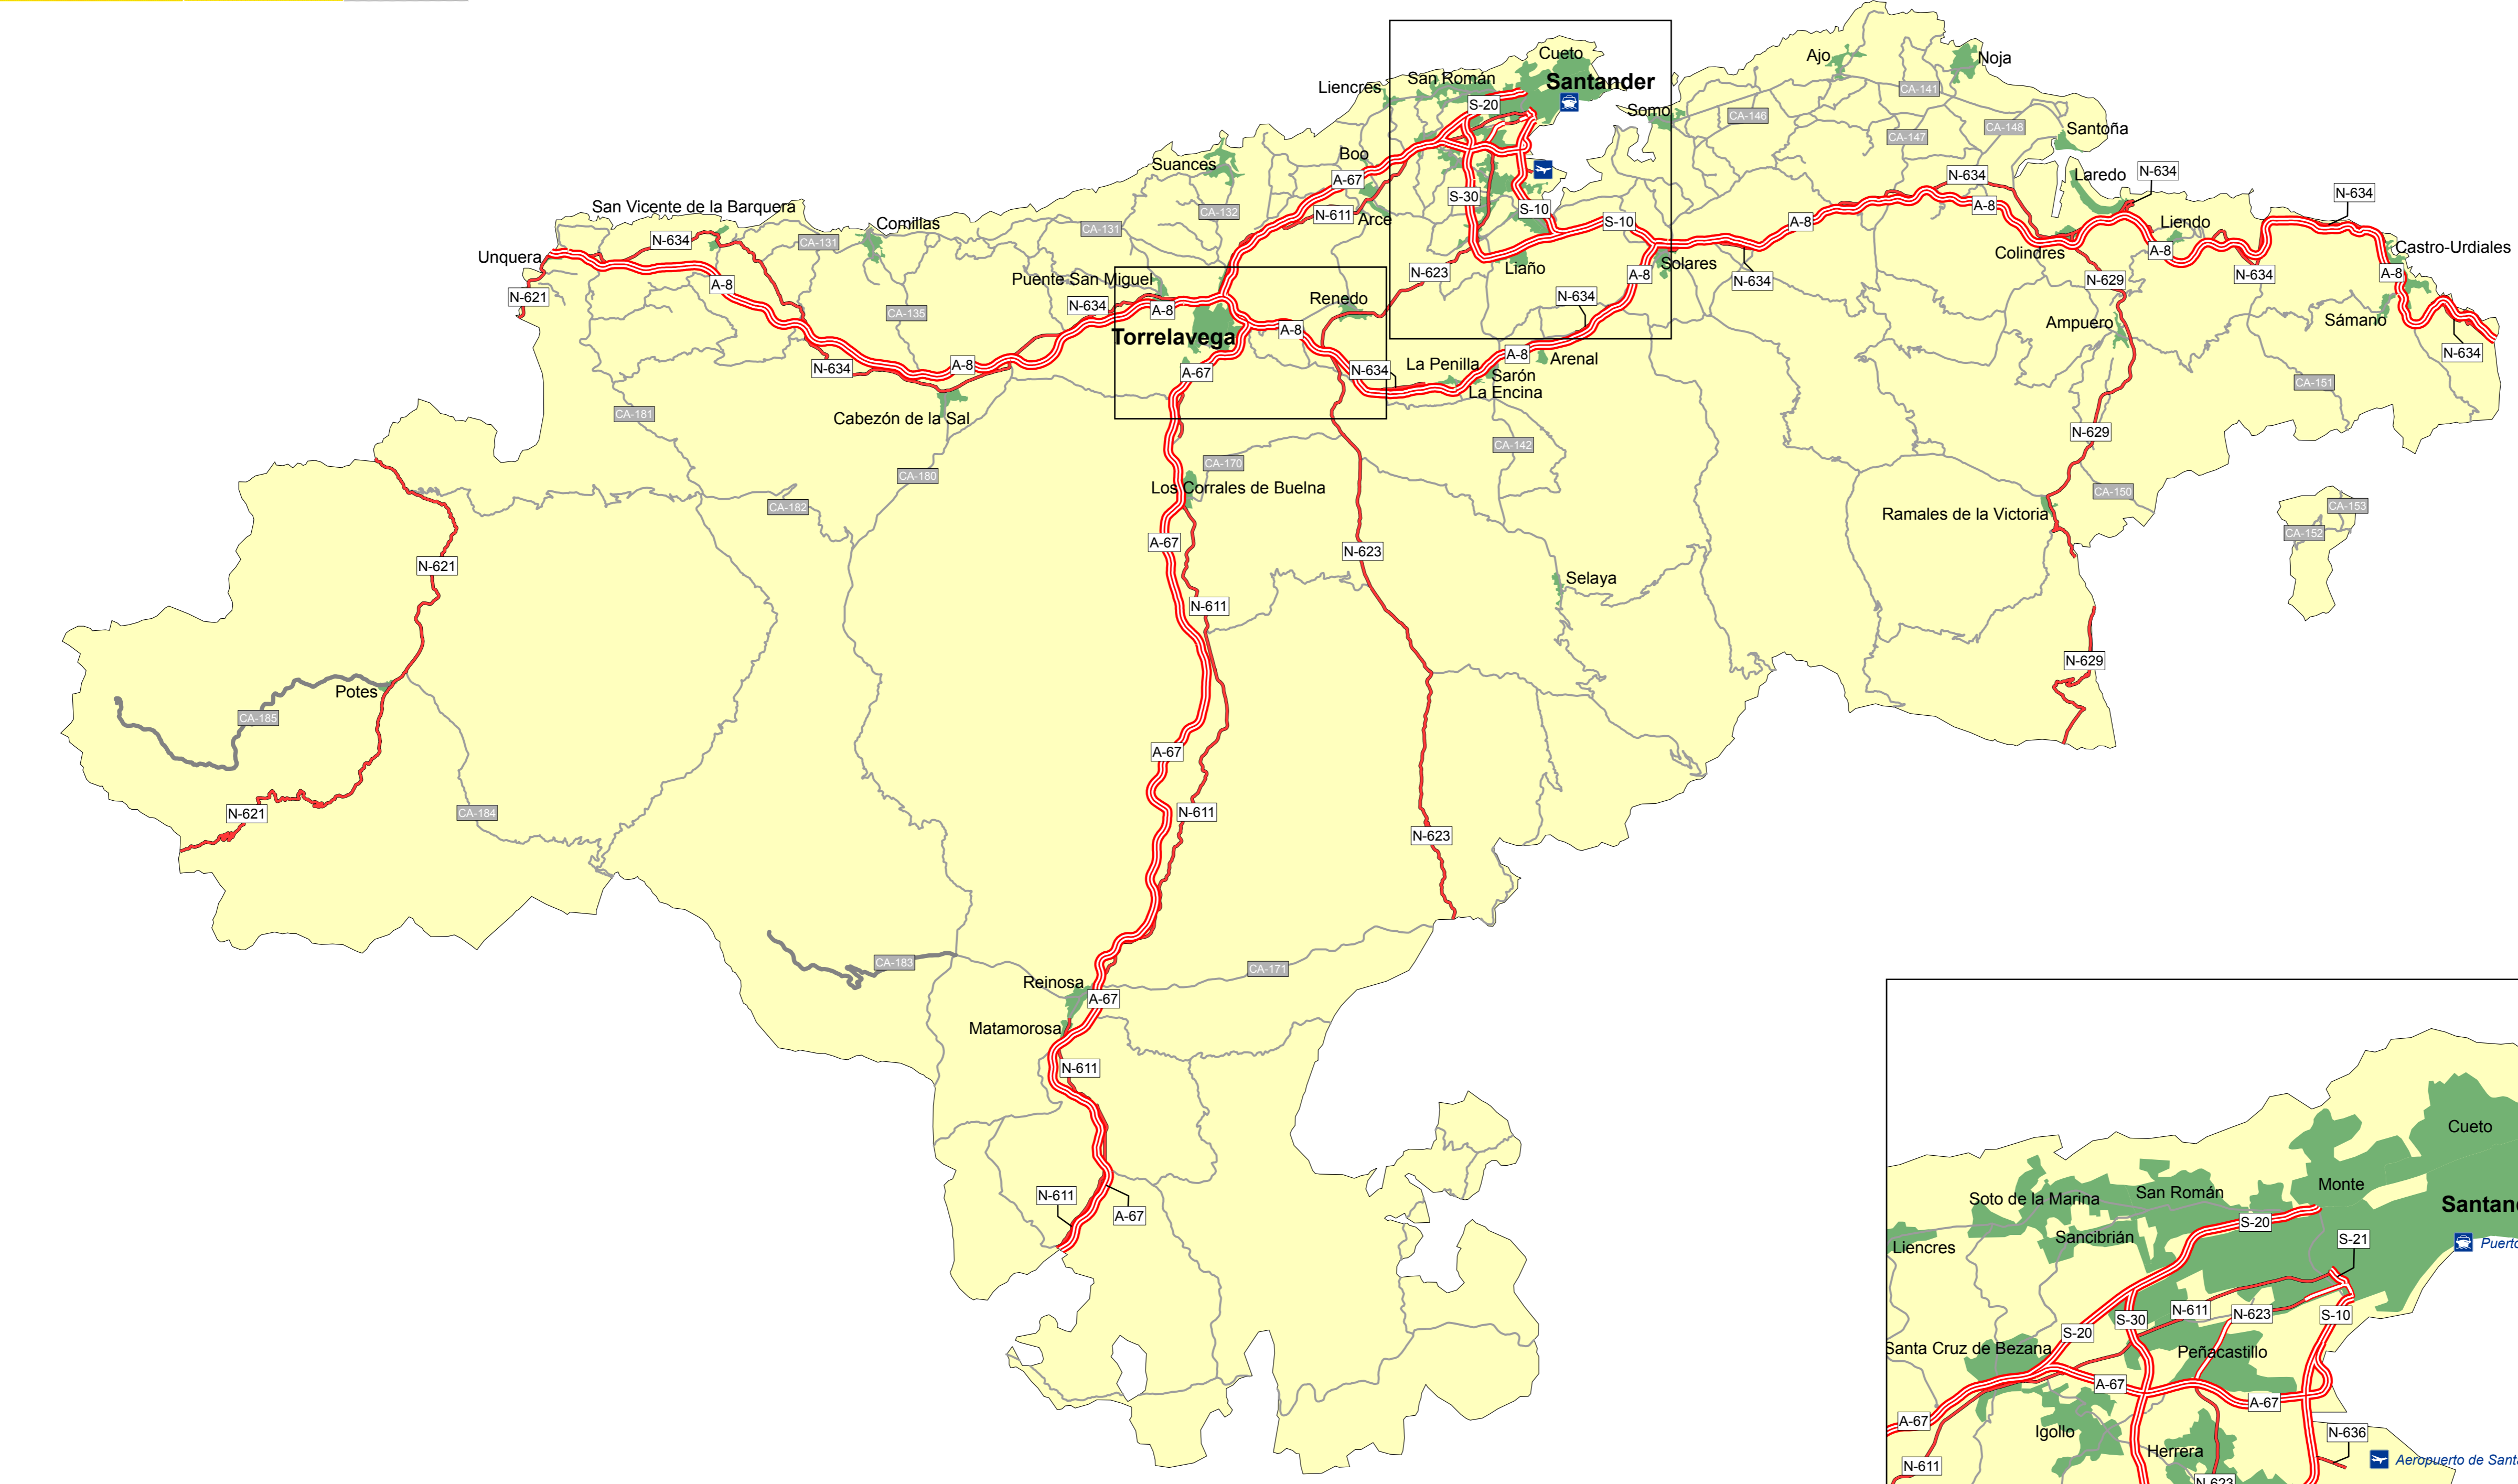 Cueto
Santander
San Román
Liencres
S-20
Ajo
Noja
CA-141
Somo
CA-146
CA-147
CA-148
Santoña
Suances
Boo
A-67
S-30
S-10
N-611
Arce
CA-132
San Vicente de la Barquera
N-634
CA-131
Comillas
CA-131
Unquera
N-621
A-8
Puente San Miguel
N-634
A-8
CA-135
Torrelavega
Renedo
A-8
N-623
Liaño
S-10
Solares
A-8
N-634
N-634
A-8
N-634
A-8
Laredo
N-634
Colindres
Liendo
A-8
N-634
N-634
Castro-Urdiales
A-8
N-629
Ampuero
Sámano
N-634
A-67
N-634
La Penilla
A-8
Arenal
Sarón
La Encina
N-634
A-8
Cabezón de la Sal
CA-181
CA-151
N-629
CA-142
CA-170
CA-180
CA-182
Los Corrales de Buelna
CA-150
Ramales de la Victoria
CA-153
CA-152
A-67
N-623
N-621
Selaya
N-611
N-629
Potes
CA-185
A-67
N-621
CA-184
N-611
N-623
CA-183
CA-171
Reinosa
A-67
Matamorosa
N-611
N-611
A-67
Cueto
Monte
Soto de la Marina
San Román
Santand
S-20
Sancibrián
Liencres
S-21
Puerto
N-611
N-623
S-10
S-30
S-20
Santa Cruz de Bezana
Peñacastillo
A-67
A-67
A-67
Igollo
N-636
Herrera
Aeropuerto de Sant
N-611
N-623